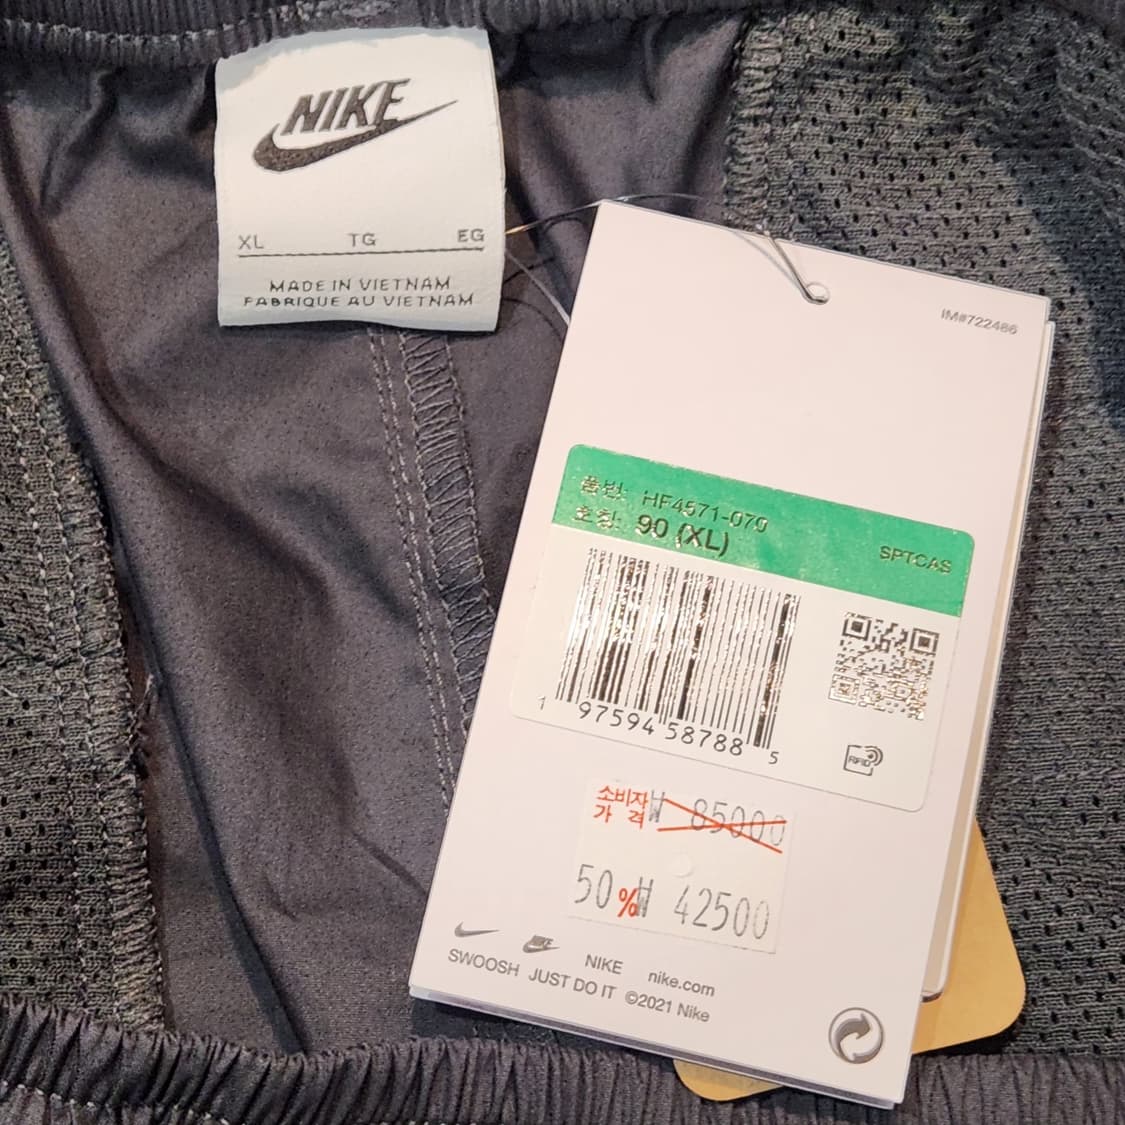 NIKE
XL TG EG
MADE IN VIETNAM
FABRIQUE AU VIETNAM
IM#722466
품번: HF4571-070
호칭: 90 (XL)
SPTCAS
1 97594 58788 5
RFID
소비자 ₩ 85000
가 격
50 % ₩ 42500
NIKE
NIKE
nike.com
SWOOSH JUST DO IT ©2021 Nike